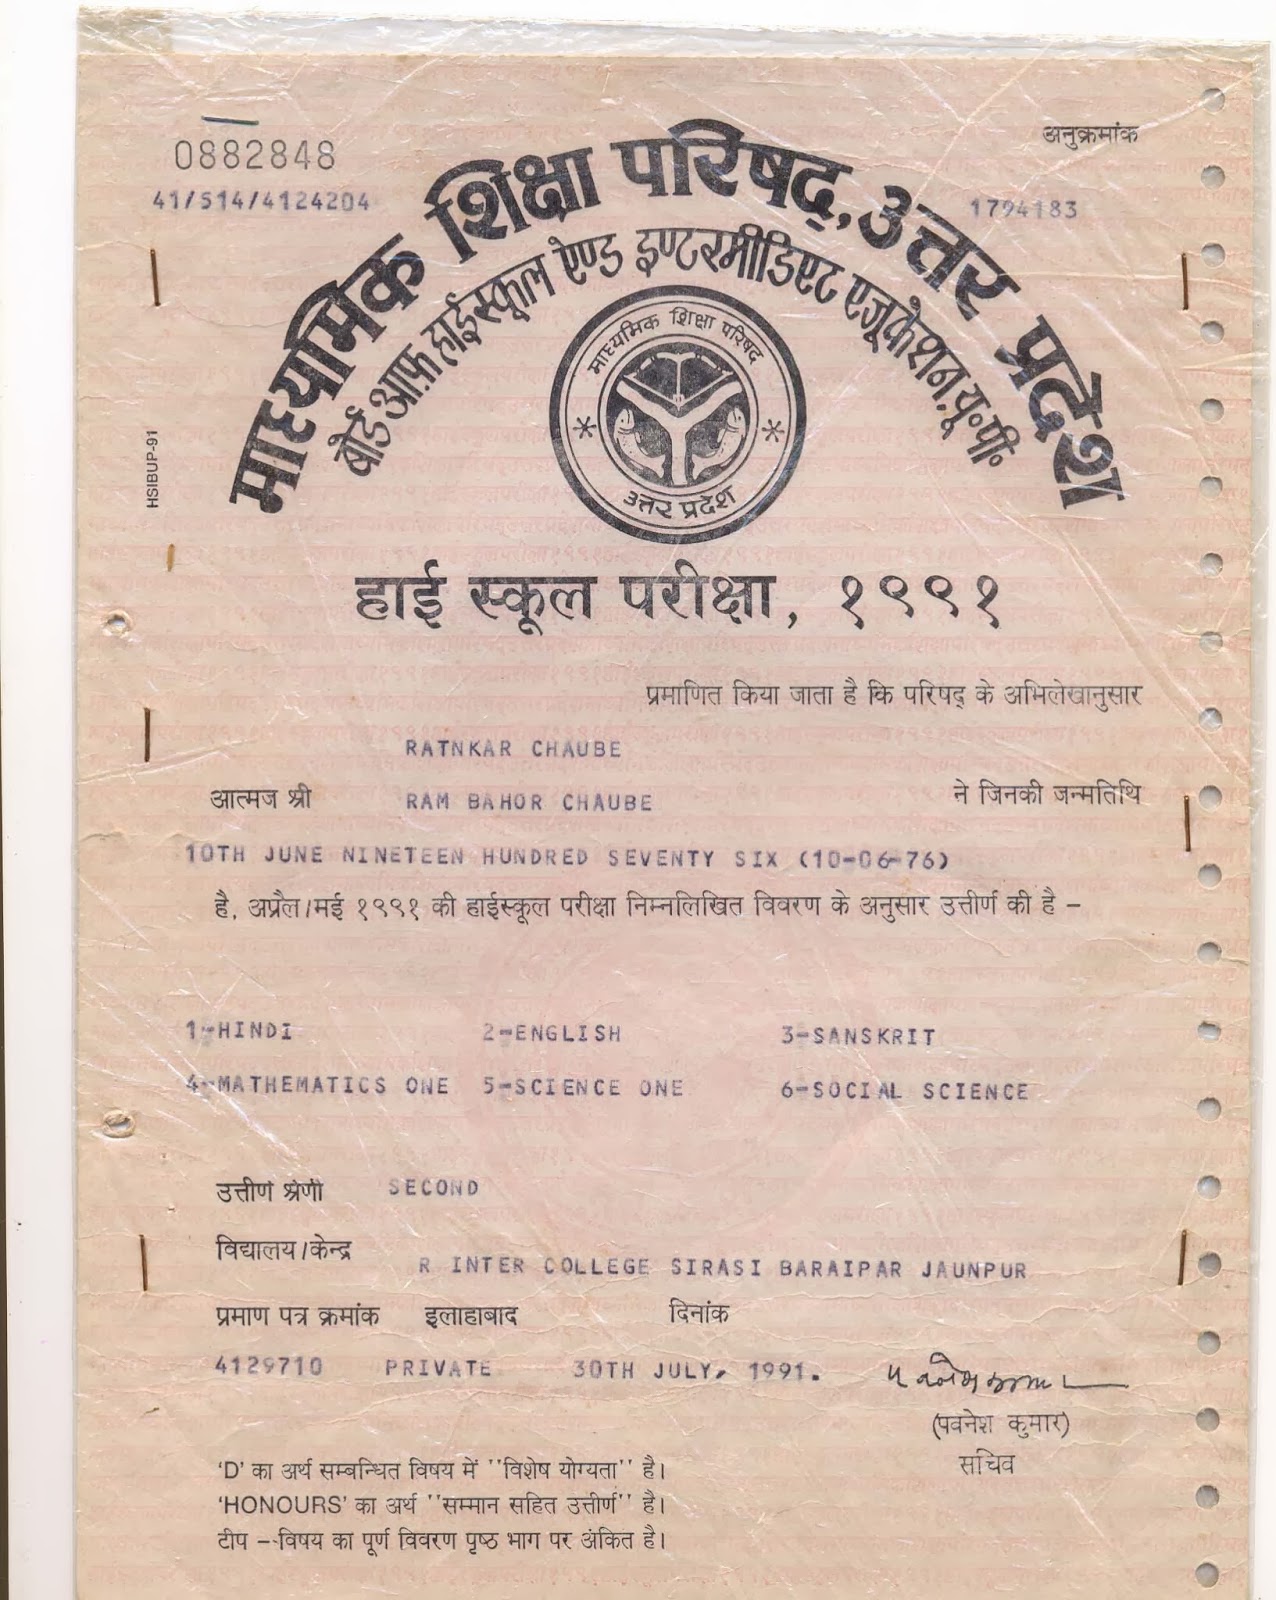 0882848
अनुक्रमांक
41/514/4124204
1794183
माध्यमिक शिक्षा परिषद्, उत्तर प्रदेश
बोर्ड आफ़ हाईस्कूल ऐण्ड इण्टरमीडिएट एजूकेशन, यू॰ पी॰
माध्यमिक शिक्षा परिषद
उत्तर प्रदेश
HSIBUP-91
हाई स्कूल परीक्षा, १९९१
प्रमाणित किया जाता है कि परिषद् के अभिलेखानुसार
RATNKAR CHAUBE
आत्मज श्री RAM BAHOR CHAUBE ने जिनकी जन्मतिथि
10TH JUNE NINETEEN HUNDRED SEVENTY SIX (10-06-76)
है, अप्रैल/मई १९९१ की हाईस्कूल परीक्षा निम्नलिखित विवरण के अनुसार उत्तीर्ण की है –
1-HINDI 2-ENGLISH 3-SANSKRIT
4-MATHEMATICS ONE 5-SCIENCE ONE 6-SOCIAL SCIENCE
उत्तीर्ण श्रेणी SECOND
विद्यालय/केन्द्र R INTER COLLEGE SIRASI BARAIPAR JAUNPUR
प्रमाण पत्र क्रमांक इलाहाबाद दिनांक
4129710 PRIVATE 30TH JULY, 1991.
(पवनेश कुमार)
सचिव
'D' का अर्थ सम्बन्धित विषय में ''विशेष योग्यता'' है।
'HONOURS' का अर्थ ''सम्मान सहित उत्तीर्ण'' है।
टीप –विषय का पूर्ण विवरण पृष्ठ भाग पर अंकित है।